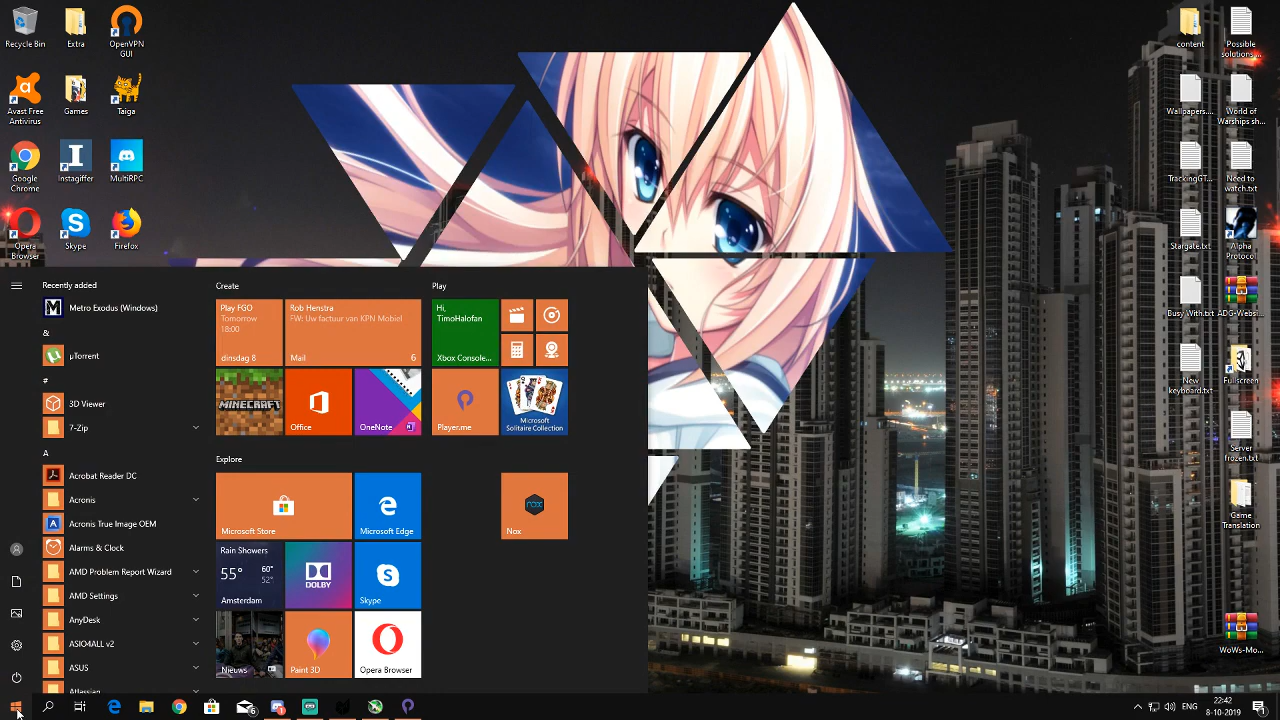 Recycle Bin
Extra
OpenVPN
GUI
content
Possible
solutions ...
Avast Free
Antivirus
Games
Taiga
Wallpapers....
World of
Warships sh...
Google
Chrome
Instagiffer
MultiRPC
TrackingGT...
Need to
watch.txt
Opera
Browser
Skype
Firefox
Stargate.txt
Alpha
Protocol
Busy With.txt
ADG-Websi...
New
keyboard.txt
Fullscreen
Server
frozen.txt
Game
Translation
WoWs-Mo...
Recently added
Metro Exodus (Windows)
&
µTorrent
#
3D Viewer
7-Zip
A
Acrobat Reader DC
Acronis
Acronis True Image OEM
Alarms & Clock
AMD Problem Report Wizard
AMD Settings
AnyDesk
ASIOMALL v2
ASUS
Atlassian
Create
Play FGO
Tomorrow
18:00
dinsdag 8
Rob Henstra
FW: Uw factuur van KPN Mobiel
Mail
6
MINECRAFT
Office
OneNote
Play
Hi,
TimoHalofan
Xbox Console...
Player.me
Microsoft
Solitaire Collection
Explore
Microsoft Store
Microsoft Edge
nox
Nox
Rain Showers
55°
60°
52°
Amsterdam
DOLBY
Skype
Nieuws
Paint 3D
Opera Browser
ENG
22:42
8-10-2019